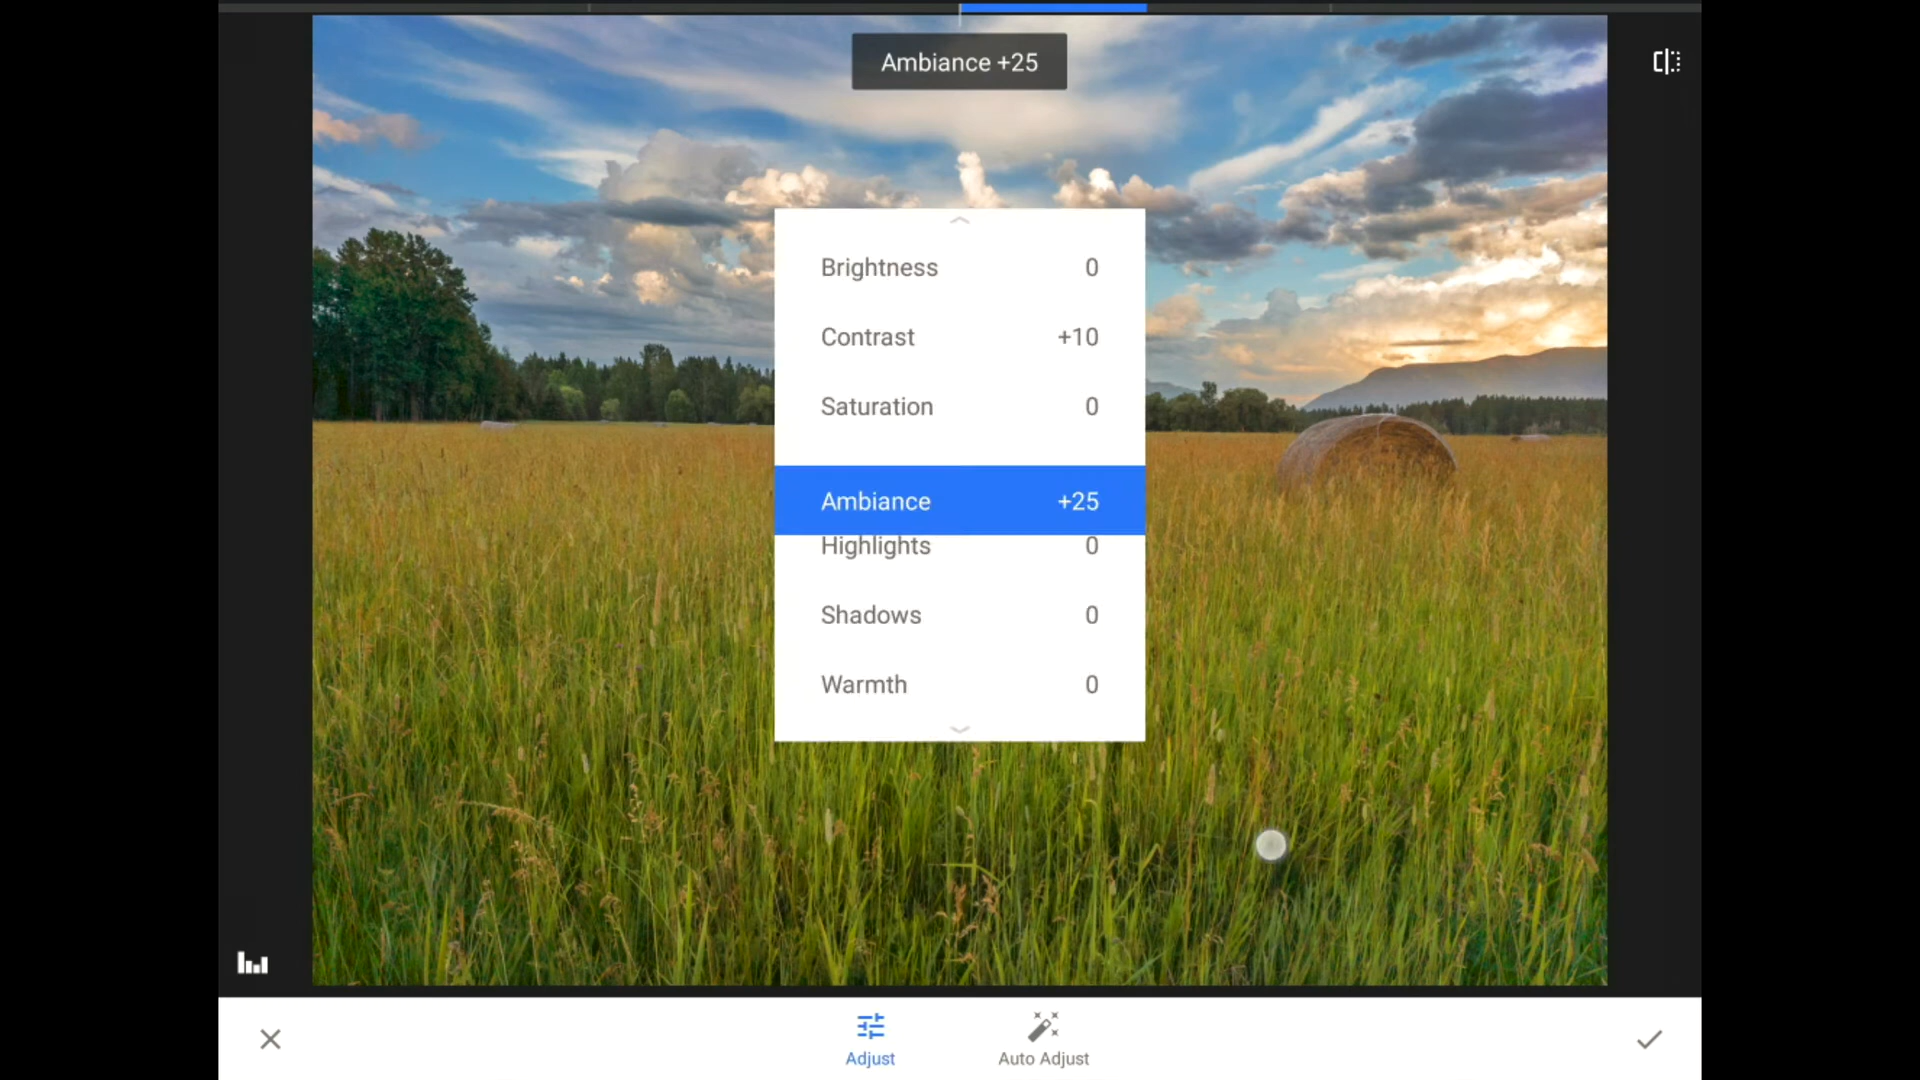 Ambiance +25
Brightness 0
Contrast +10
Saturation 0
Ambiance +25
Highlights 0
Shadows 0
Warmth 0
Adjust
Auto Adjust